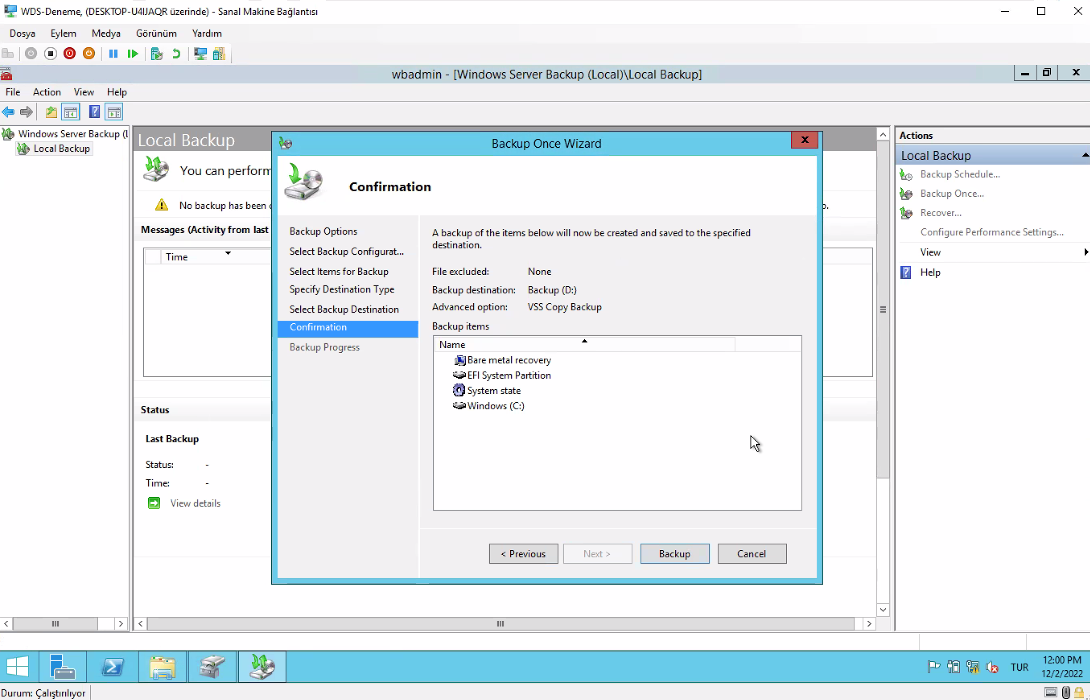 WDS-Deneme, (DESKTOP-U4IJAQR üzerinde) - Sanal Makine Bağlantısı
Dosya Eylem Medya Görünüm Yardım
wbadmin - [Windows Server Backup (Local)\Local Backup]
File Action View Help
Windows Server Backup (L
Local Backup
Local Backup
You can perform
No backup has been
p.
Messages (Activity from last
Time
Status
Last Backup
Status: -
Time: -
View details
Backup Once Wizard
Confirmation
Backup Options
Select Backup Configurat...
Select Items for Backup
Specify Destination Type
Select Backup Destination
Confirmation
Backup Progress
A backup of the items below will now be created and saved to the specified
destination.
File excluded: None
Backup destination: Backup (D:)
Advanced option: VSS Copy Backup
Backup items
Name
Bare metal recovery
EFI System Partition
System state
Windows (C:)
< Previous Next > Backup Cancel
Actions
Local Backup
Backup Schedule...
Backup Once...
Recover...
Configure Performance Settings...
View
Help
TUR
12:00 PM
12/2/2022
Durum: Çalıştırılıyor